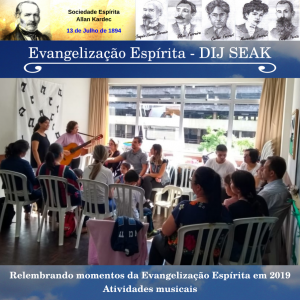 Sociedade Espírita
Allan Kardec
13 de Julho de 1894
Evangelização Espírita - DIJ SEAK
Relembrando momentos da Evangelização Espírita em 2019
Atividades musicais